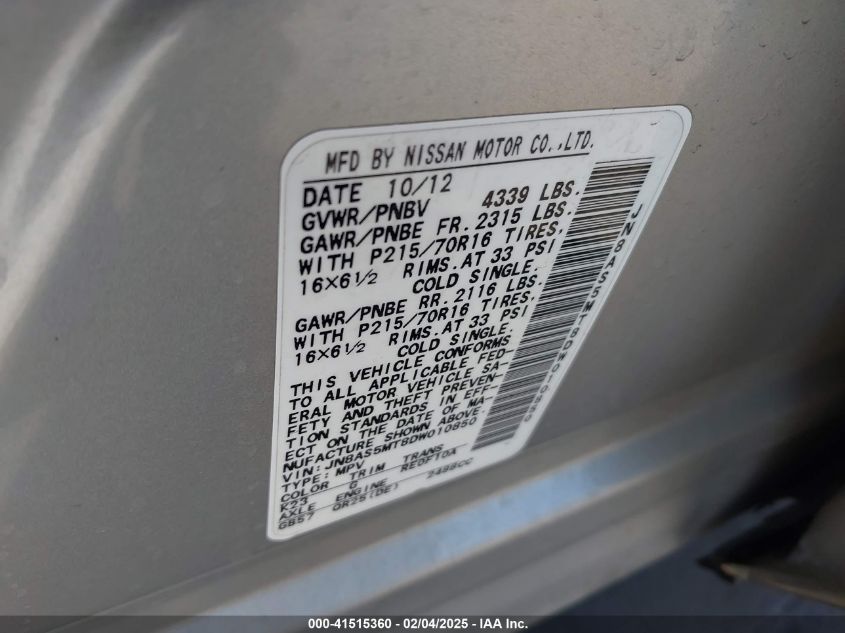 MFD BY NISSAN MOTOR CO.,LTD.
DATE 10/12
GVWR/PNBV 4339 LBS.
GAWR/PNBE FR. 2315 LBS.
WITH P215/70R16 TIRES,
16×6½ RIMS. AT 33 PSI
COLD SINGLE.
GAWR/PNBE RR. 2116 LBS.
WITH P215/70R16 TIRES,
16×6½ RIMS. AT 33 PSI
COLD SINGLE.
THIS VEHICLE CONFORMS
TO ALL APPLICABLE FED-
ERAL MOTOR VEHICLE SA-
FETY AND THEFT PREVEN-
TION STANDARDS IN EFF-
ECT ON THE DATE OF MA-
NUFACTURE SHOWN ABOVE.
VIN: JN8AS5MT8DW010850
TYPE: MPV
COLOR TRIM TRANS
K23 G RE0F10A
AXLE ENGINE 2488CC
GB57 QR25(DE)
JN8AS5MT8DW010850
000-41515360 - 02/04/2025 - IAA Inc.